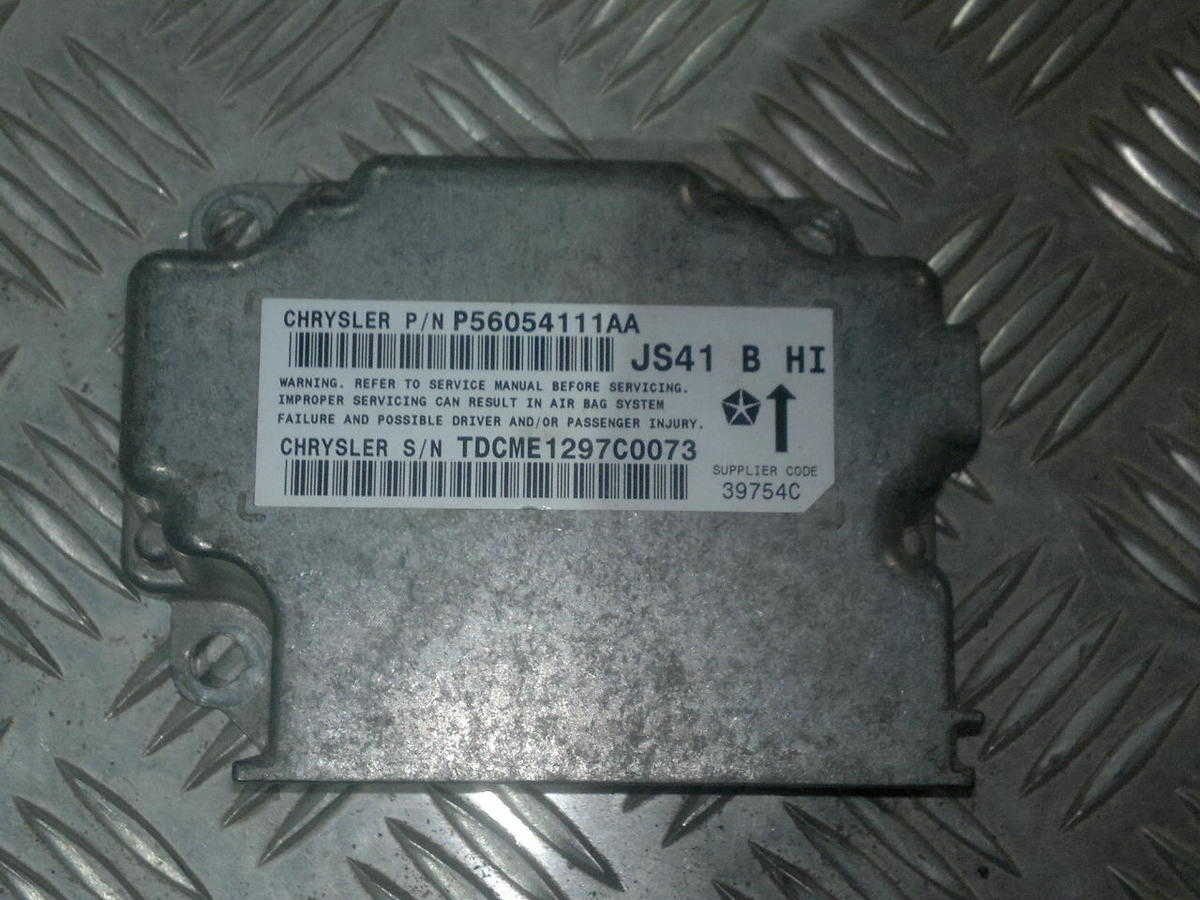 CHRYSLER P/N P56054111AA
JS41 B HI
WARNING. REFER TO SERVICE MANUAL BEFORE SERVICING.
IMPROPER SERVICING CAN RESULT IN AIR BAG SYSTEM
FAILURE AND POSSIBLE DRIVER AND/OR PASSENGER INJURY.
CHRYSLER S/N TDCME1297C0073
SUPPLIER CODE
39754C